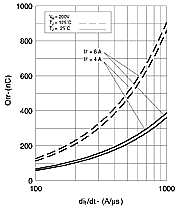 VR = 200V
TJ = 125°C
TJ = 25°C
IF = 8 A
IF = 4 A
Qrr-(nC)
1000
800
600
400
200
0
100
1000
dif/dt- (A/µs)